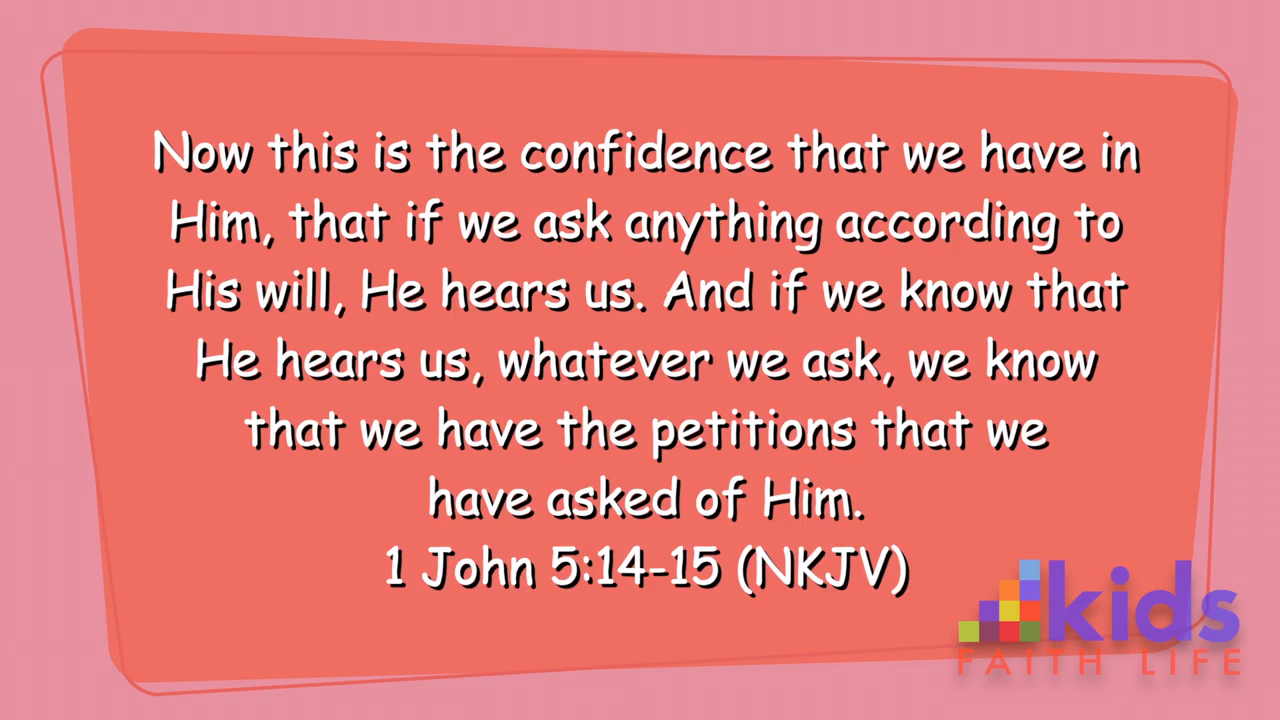 Now this is the confidence that we have in
Him, that if we ask anything according to
His will, He hears us. And if we know that
He hears us, whatever we ask, we know
that we have the petitions that we
have asked of Him.
1 John 5:14-15 (NKJV)
kids
FAITH LIFE